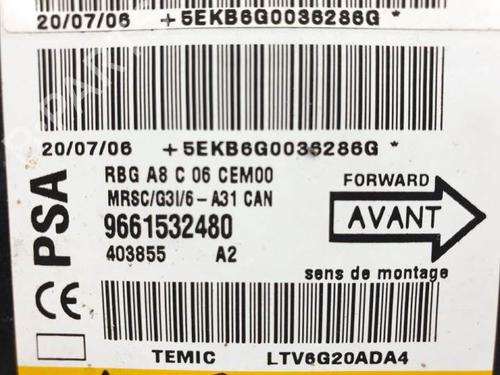 20/07/06 +5EKB6G0036286G *
20/07/06 +5EKB6G0036286G *
PSA
RBG A8 C 06 CEM00
MRSC/G3I/6-A31 CAN
9661532480
403855 A2
FORWARD
AVANT
sens de montage
CE
TEMIC LTV6G20ADA4